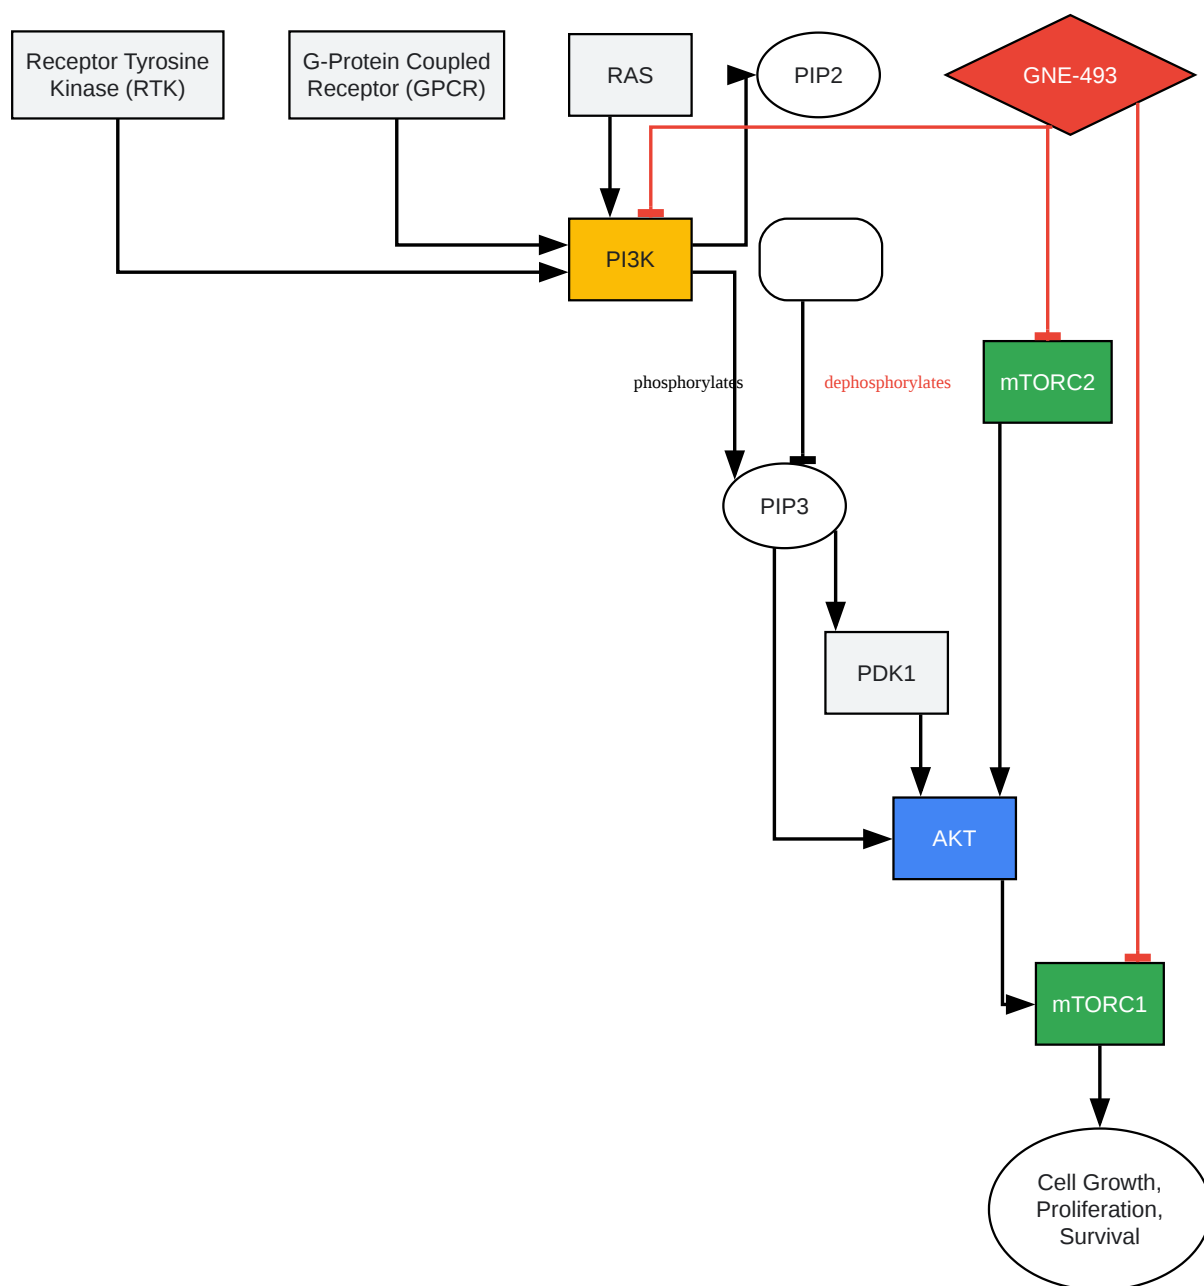 Receptor Tyrosine
Kinase (RTK)
G-Protein Coupled
Receptor (GPCR)
RAS
PIP2
GNE-493
PI3K
phosphorylates
dephosphorylates
mTORC2
PIP3
PDK1
AKT
mTORC1
Cell Growth,
Proliferation,
Survival